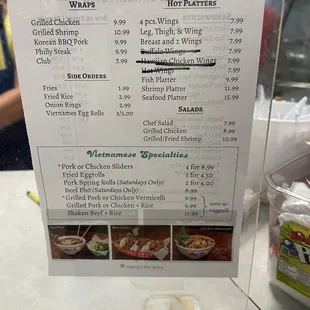 WRAPS
Grilled Chicken 9.99
Grilled Shrimp 10.99
Korean BBQ Pork 9.99
Philly Steak 9.99
Club 7.99
SIDE ORDERS
Fries 1.99
Fried Rice 2.99
Onion Rings 2.99
Vietnames Egg Rolls 3/5.00
HOT PLATTERS
4 pcs. Wings 7.99
Leg, Thigh, & Wing 7.99
Breast and 2 Wings 7.99
Buffalo Wings 7.99
Hawaiian Chicken Wings 7.99
Hot Wings 7.99
Fish Platter 9.99
Shrimp Platter 11.99
Seafood Platter 15.99
SALADS
Chef Salad 7.99
Grilled Chicken 8.99
Grilled/Fried Shrimp 10.99
Vietnamese Specialties
*Pork or Chicken Sliders 4 for 8.99
Fried Eggrolls 3 for 4.50
Pork Spring Rolls (Saturdays Only) 2 for 4.00
Beef Phở (Saturdays Only) 8.99
*Grilled Pork or Chicken Vermicelli 9.99
Grilled Pork or Chicken + Rice 9.99
Shaken Beef + Rice 11.99